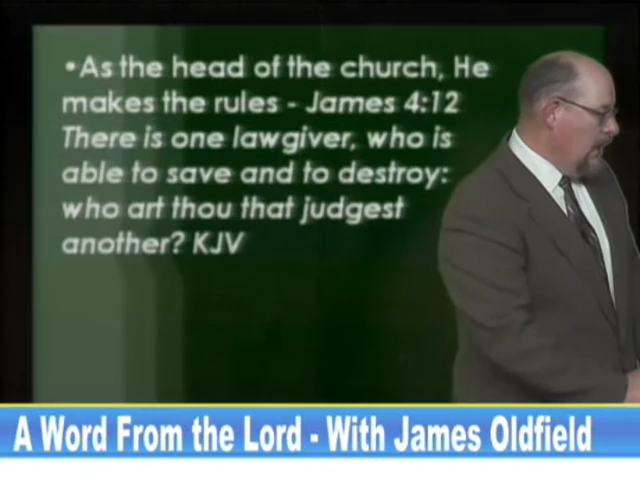 •As the head of the church, He
makes the rules - James 4:12
There is one lawgiver, who is
able to save and to destroy:
who art thou that judgest
another? KJV
A Word From the Lord - With James Oldfield